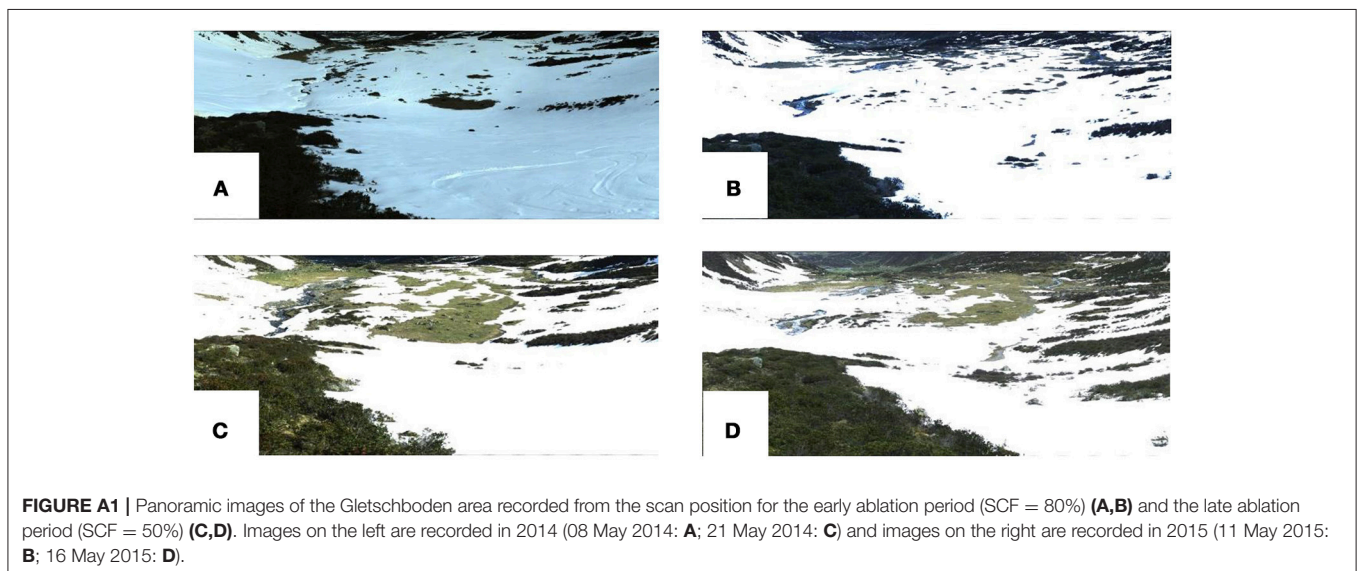 A
B
C
D
FIGURE A1 | Panoramic images of the Gletschboden area recorded from the scan position for the early ablation period (SCF = 80%) (A,B) and the late ablation
period (SCF = 50%) (C,D). Images on the left are recorded in 2014 (08 May 2014: A; 21 May 2014: C) and images on the right are recorded in 2015 (11 May 2015:
B; 16 May 2015: D).